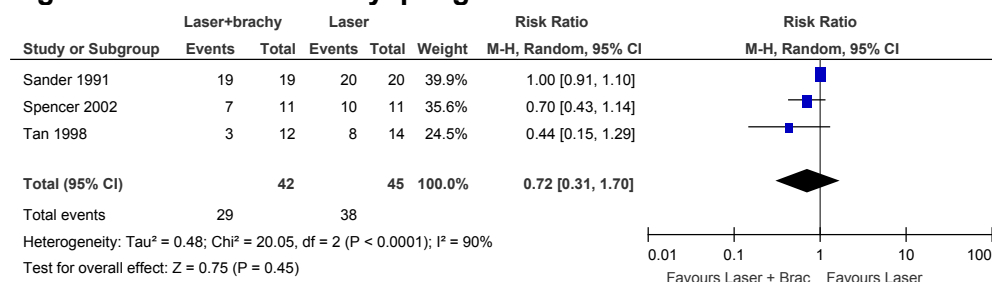 Laser+brachy Laser Risk Ratio Risk Ratio
Study or Subgroup Events Total Events Total Weight M-H, Random, 95% CI M-H, Random, 95% CI
Sander 1991 19 19 20 20 39.9% 1.00 [0.91, 1.10]
Spencer 2002 7 11 10 11 35.6% 0.70 [0.43, 1.14]
Tan 1998 3 12 8 14 24.5% 0.44 [0.15, 1.29]
Total (95% CI) 42 45 100.0% 0.72 [0.31, 1.70]
Total events 29 38
Heterogeneity: Tau² = 0.48; Chi² = 20.05, df = 2 (P < 0.0001); I² = 90%
Test for overall effect: Z = 0.75 (P = 0.45)
0.01 0.1 1 10 100
Favours Laser + Brac Favours Laser